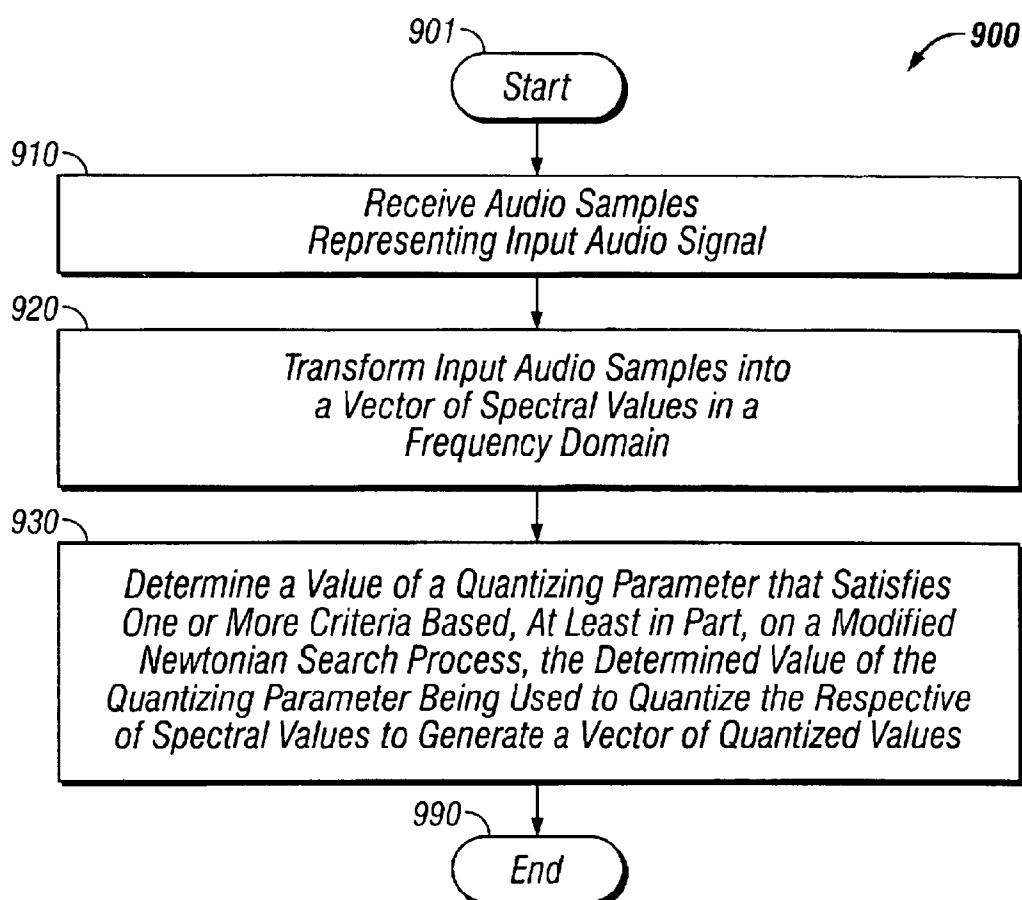 901
900
Start
910
Receive Audio Samples
Representing Input Audio Signal
920
Transform Input Audio Samples into
a Vector of Spectral Values in a
Frequency Domain
930
Determine a Value of a Quantizing Parameter that Satisfies
One or More Criteria Based, At Least in Part, on a Modified
Newtonian Search Process, the Determined Value of the
Quantizing Parameter Being Used to Quantize the Respective
of Spectral Values to Generate a Vector of Quantized Values
990
End